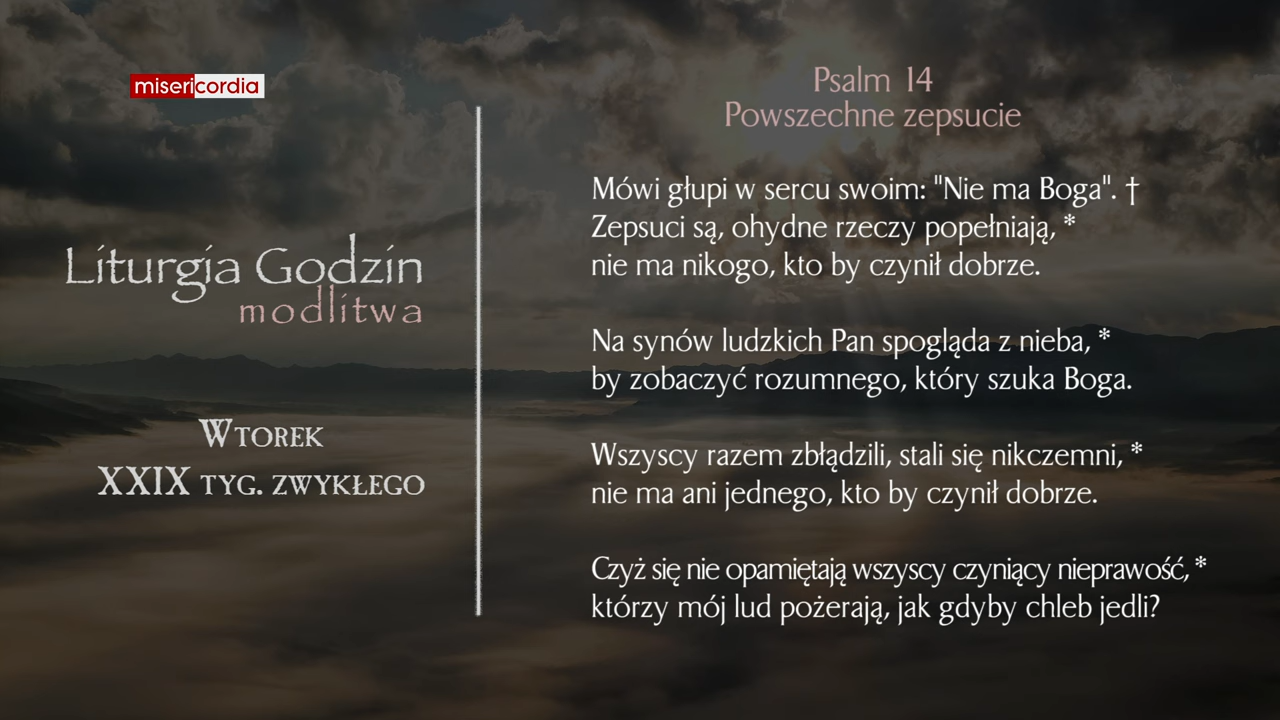 misericordia
Liturgia Godzin
modlitwa
Wtorek
XXIX tyg. zwykłego
Psalm 14
Powszechne zepsucie
Mówi głupi w sercu swoim: "Nie ma Boga". †
Zepsuci są, ohydne rzeczy popełniają, *
nie ma nikogo, kto by czynił dobrze.
Na synów ludzkich Pan spogląda z nieba, *
by zobaczyć rozumnego, który szuka Boga.
Wszyscy razem zbłądzili, stali się nikczemni, *
nie ma ani jednego, kto by czynił dobrze.
Czyż się nie opamiętają wszyscy czyniący nieprawość, *
którzy mój lud pożerają, jak gdyby chleb jedli?